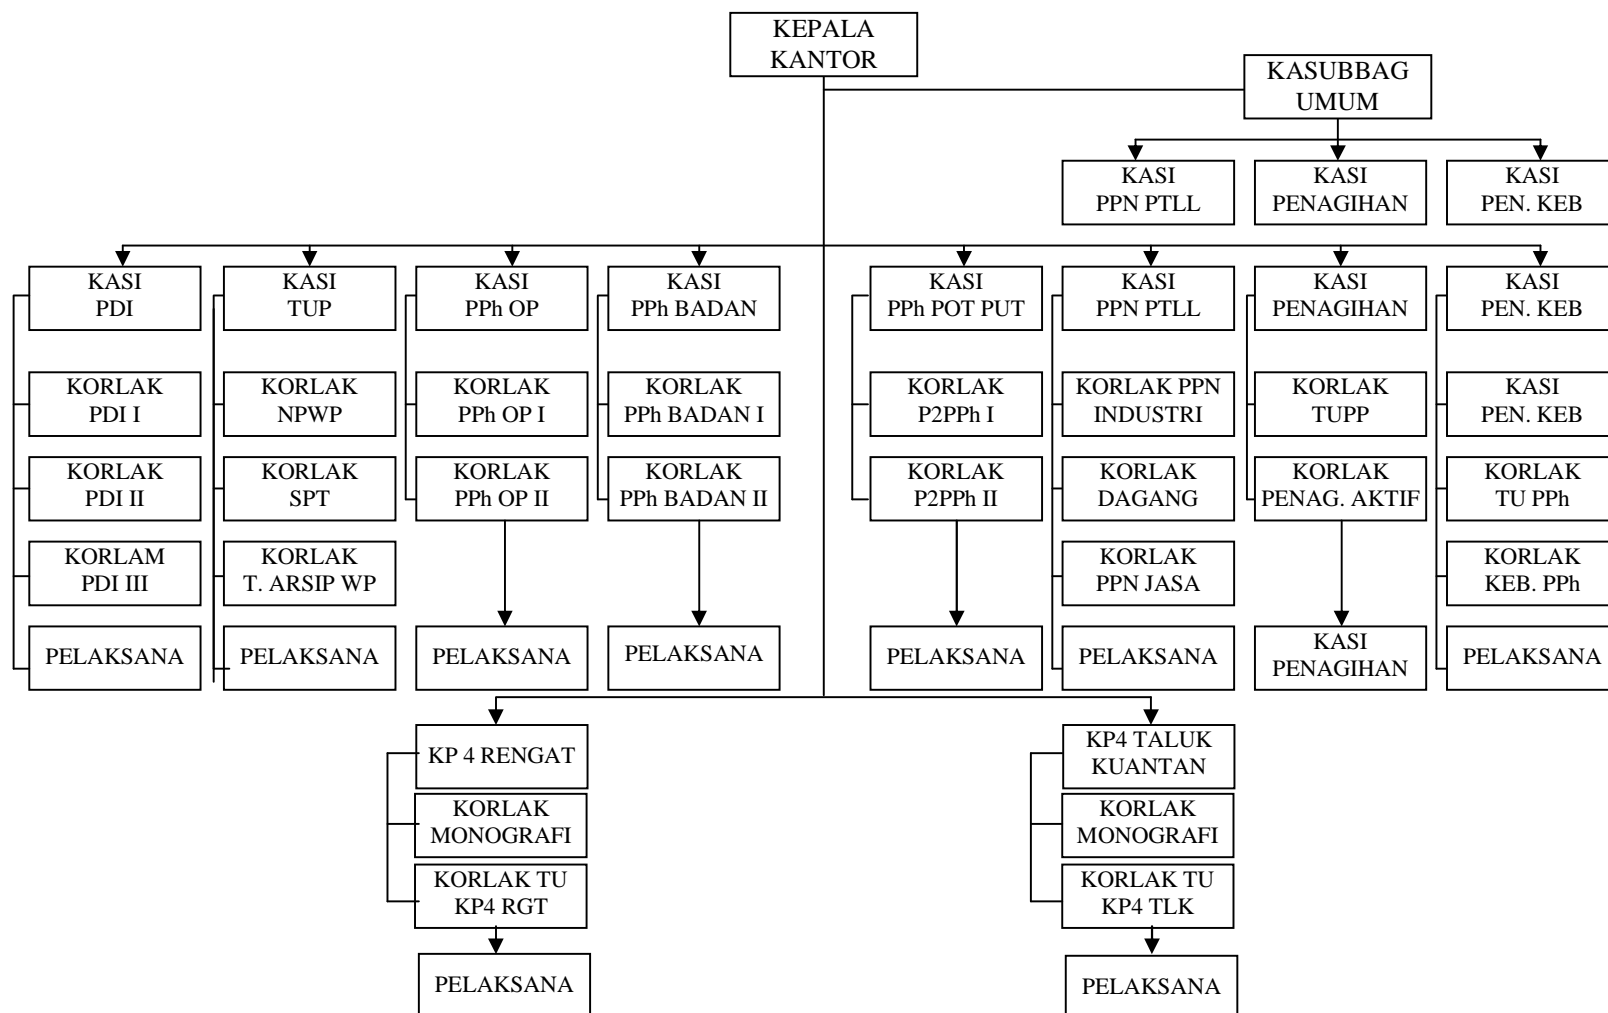 KEPALA
KANTOR
KASUBBAG
UMUM
KASI
PPN PTLL
KASI
PENAGIHAN
KASI
PEN. KEB
KASI
PDI
KASI
TUP
KASI
PPh OP
KASI
PPh BADAN
KASI
PPh POT PUT
KASI
PPN PTLL
KASI
PENAGIHAN
KASI
PEN. KEB
KORLAK
PDI I
KORLAK
NPWP
KORLAK
PPh OP I
KORLAK
PPh BADAN I
KORLAK
P2PPh I
KORLAK PPN
INDUSTRI
KORLAK
TUPP
KASI
PEN. KEB
KORLAK
PDI II
KORLAK
SPT
KORLAK
PPh OP II
KORLAK
PPh BADAN II
KORLAK
P2PPh II
KORLAK
DAGANG
KORLAK
PENAG. AKTIF
KORLAK
TU PPh
KORLAM
PDI III
KORLAK
T. ARSIP WP
KORLAK
PPN JASA
KORLAK
KEB. PPh
PELAKSANA
PELAKSANA
PELAKSANA
PELAKSANA
PELAKSANA
PELAKSANA
KASI
PENAGIHAN
PELAKSANA
KP 4 RENGAT
KP4 TALUK
KUANTAN
KORLAK
MONOGRAFI
KORLAK
MONOGRAFI
KORLAK TU
KP4 RGT
KORLAK TU
KP4 TLK
PELAKSANA
PELAKSANA